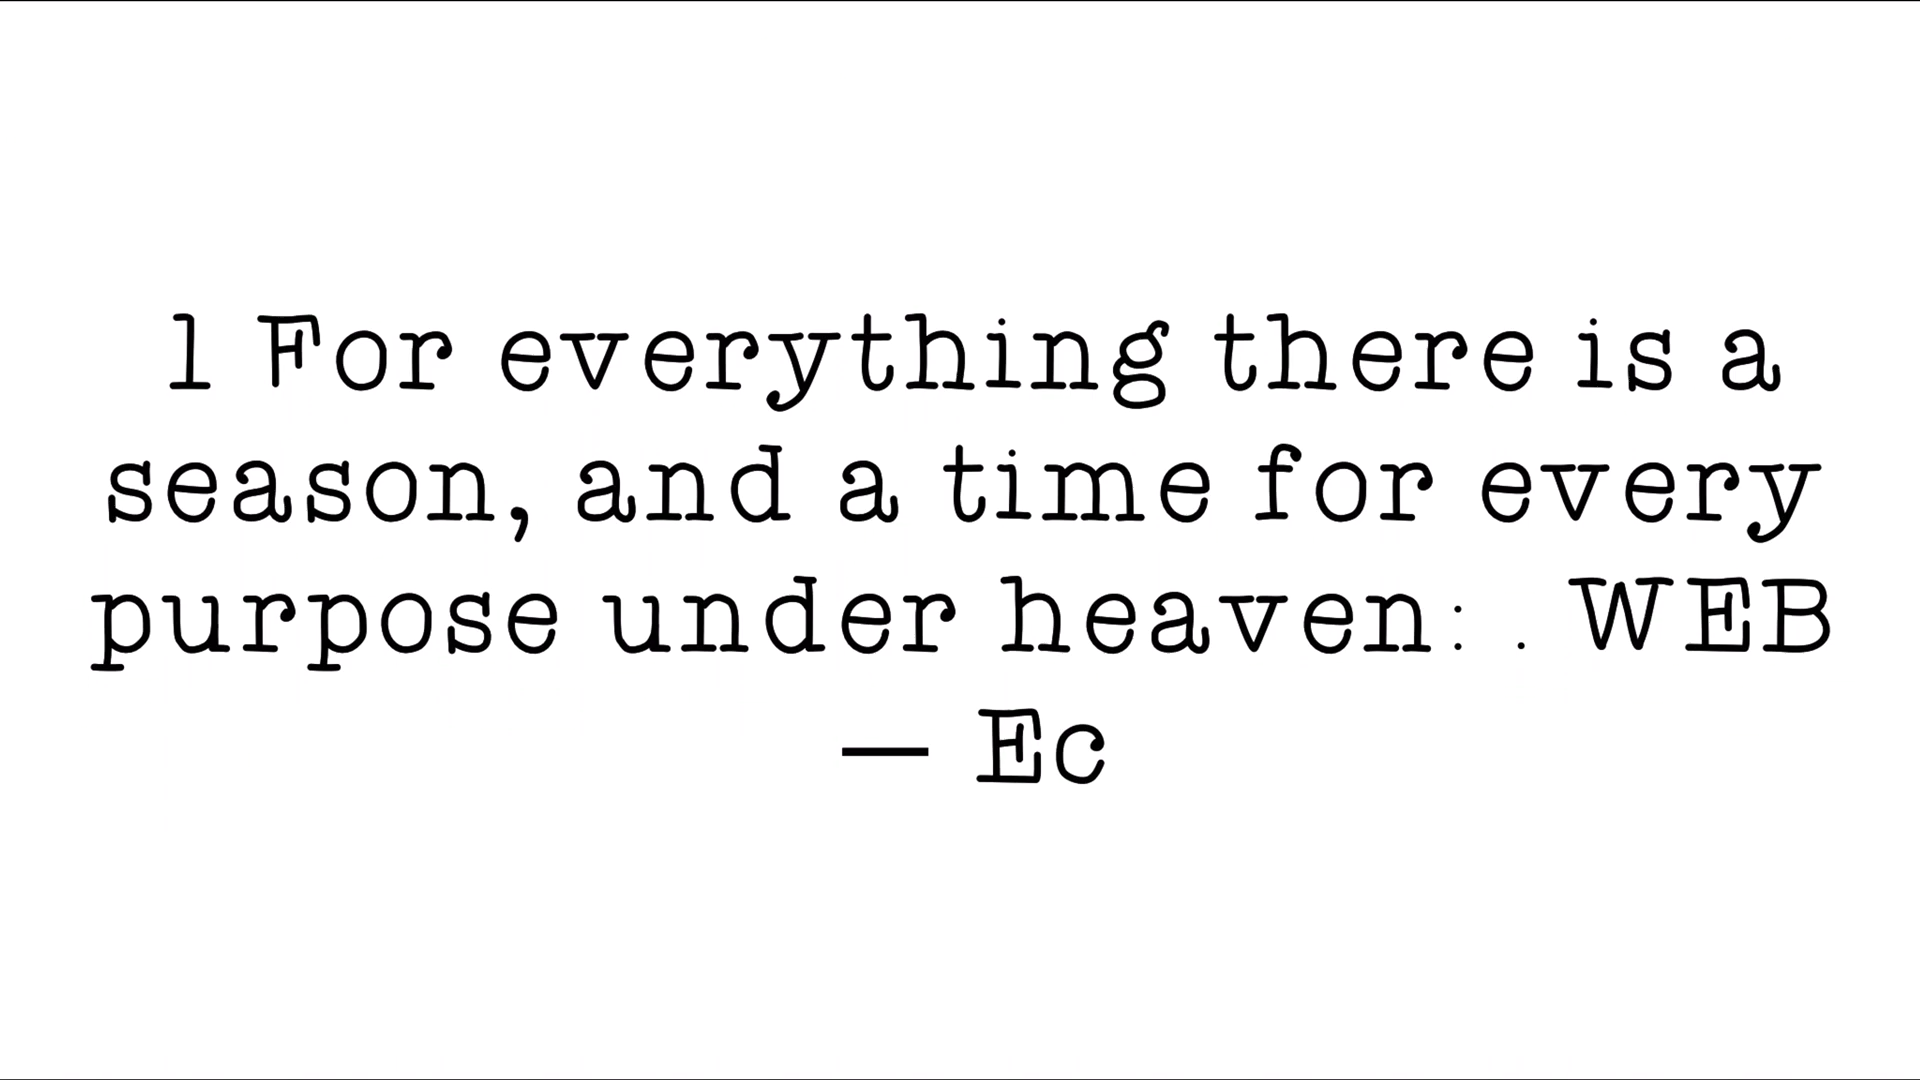 1 For everything there is a
season, and a time for every
purpose under heaven: . WEB
— Ec